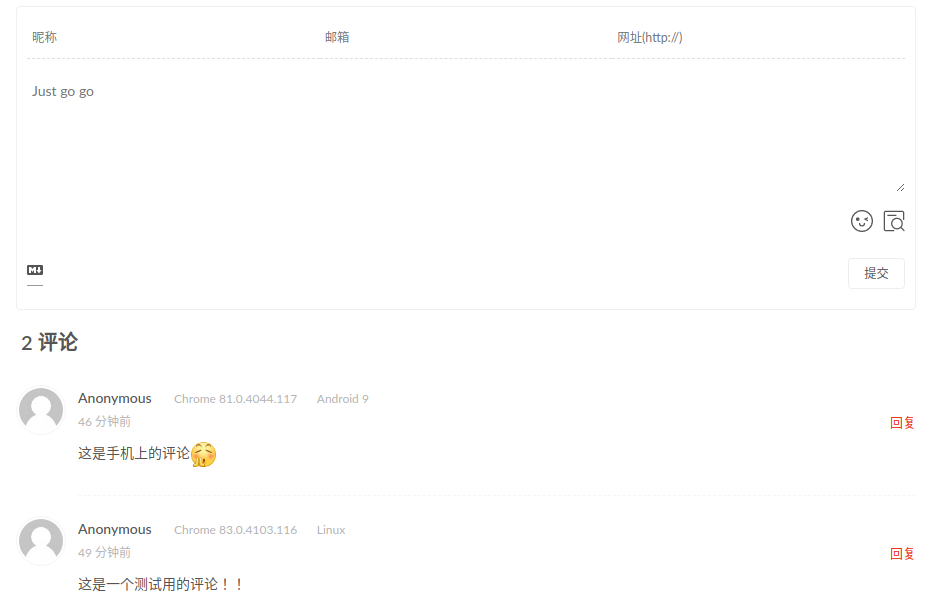 昵称 邮箱 网址(http://)
Just go go
M↓
提交
2 评论
Anonymous Chrome 81.0.4044.117 Android 9
46 分钟前 回复
这是手机上的评论
Anonymous Chrome 83.0.4103.116 Linux
49 分钟前 回复
这是一个测试用的评论！！